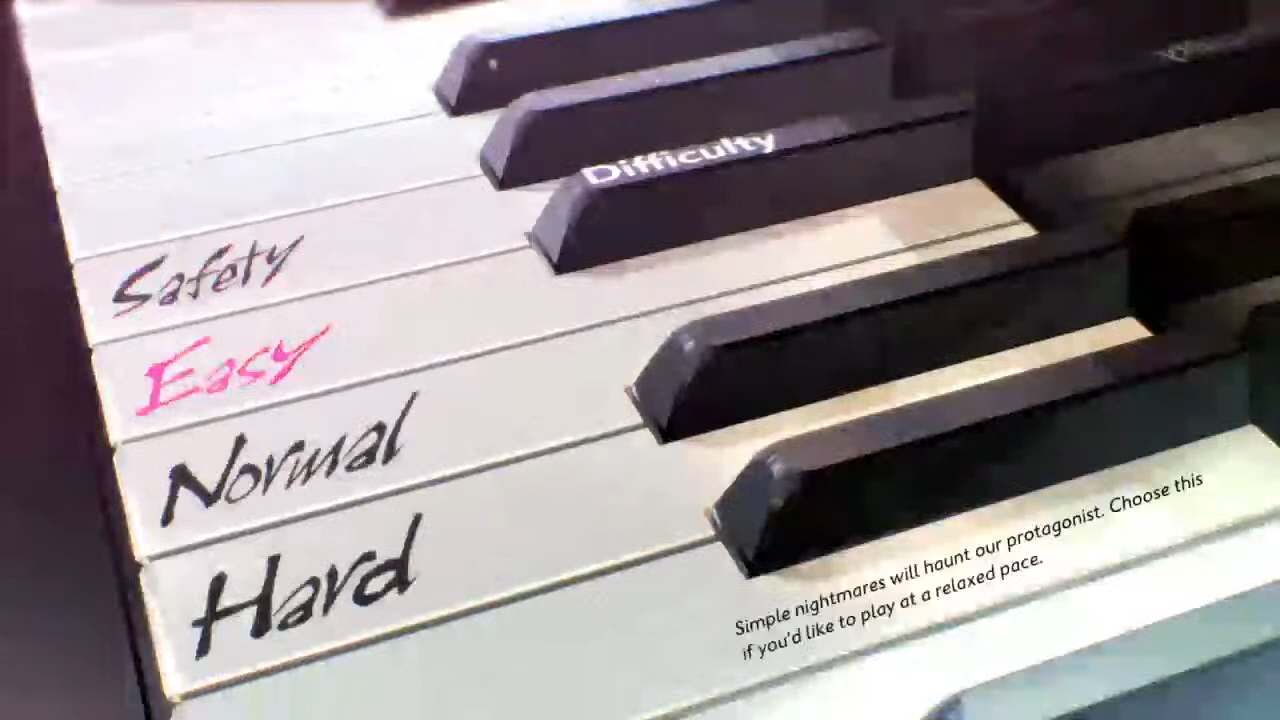 Difficulty
Safety
Easy
Normal
Hard
Simple nightmares will haunt our protagonist. Choose this
if you'd like to play at a relaxed pace.